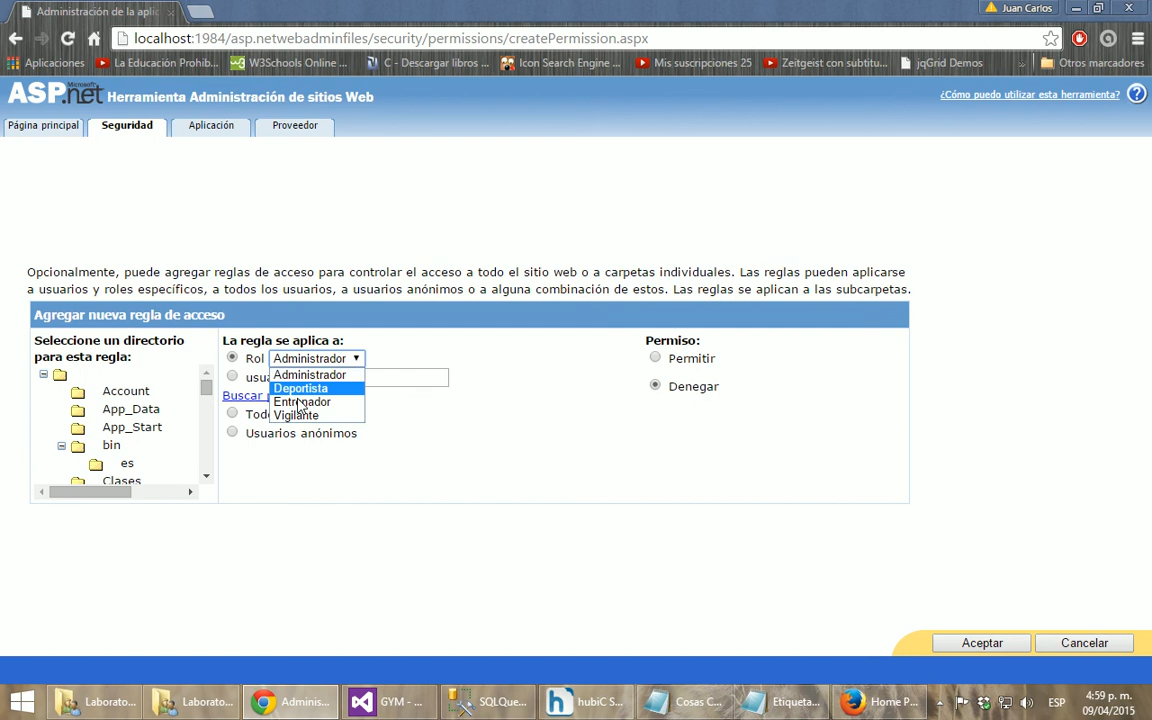 Administración de la aplic
Juan Carlos
localhost:1984/asp.netwebadminfiles/security/permissions/createPermission.aspx
Aplicaciones
La Educación Prohib...
W3Schools Online ...
C - Descargar libros ...
Icon Search Engine ...
Mis suscripciones 25
Zeitgeist con subtitu...
jqGrid Demos
»
Otros marcadores
Microsoft
ASP.net Herramienta Administración de sitios Web
¿Cómo puedo utilizar esta herramienta? ?
Página principal
Seguridad
Aplicación
Proveedor
Opcionalmente, puede agregar reglas de acceso para controlar el acceso a todo el sitio web o a carpetas individuales. Las reglas pueden aplicarse
a usuarios y roles específicos, a todos los usuarios, a usuarios anónimos o a alguna combinación de estos. Las reglas se aplican a las subcarpetas.
Agregar nueva regla de acceso
Seleccione un directorio
para esta regla:
Account
App_Data
App_Start
bin
es
Clases
La regla se aplica a:
Rol Administrador
Administrador
Deportista
Entrenador
Vigilante
usua
Buscar
Todo
Usuarios anónimos
Permiso:
Permitir
Denegar
Aceptar
Cancelar
Laborato...
Laborato...
Adminis...
GYM - ...
SQLQue...
hubiC S...
Cosas C...
Etiqueta...
Home P...
ESP
4:59 p. m.
09/04/2015